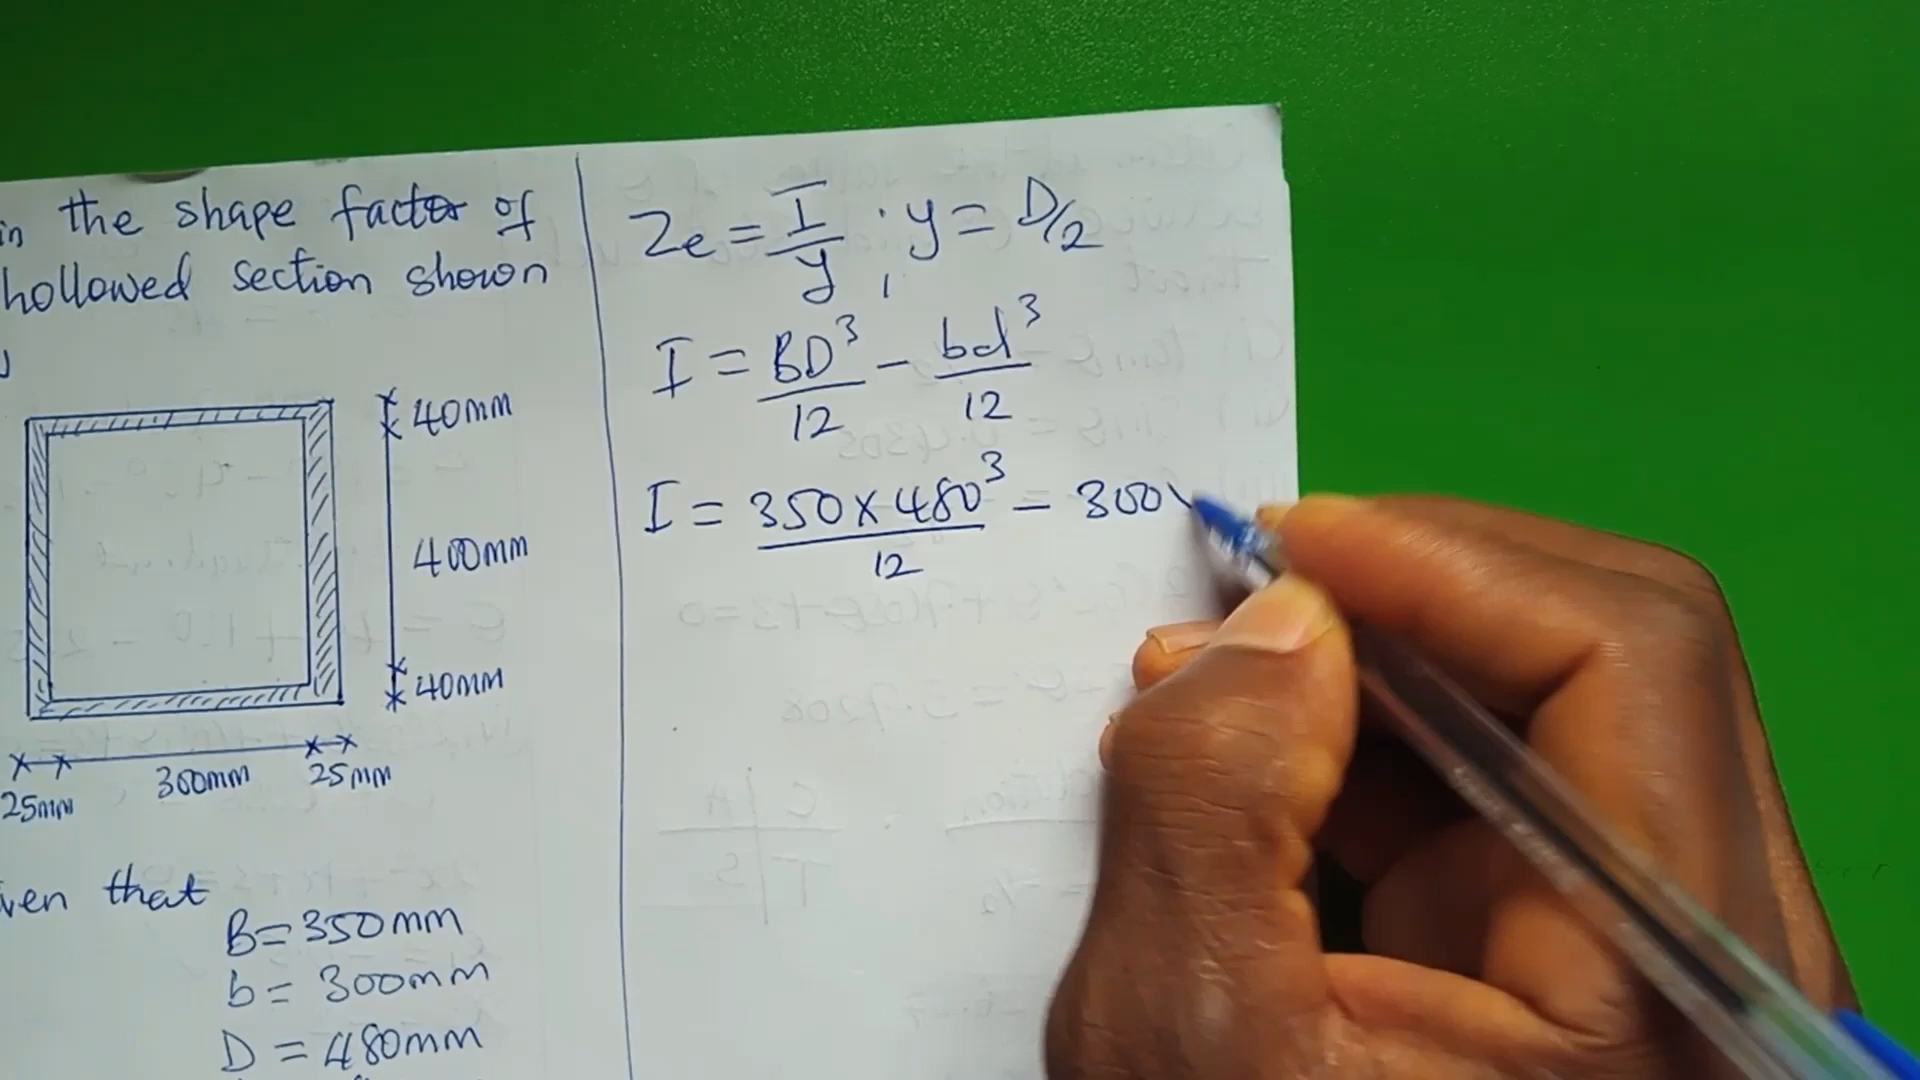 in the shape factor of
hollowed section shown
40mm
400mm
40mm
300mm
25mm
25mm
ven that
B=350mm
b= 300mm
D = 480mm
Ze = I/y , y = D/2
I = BD³/12 - bd³/12
I = 350×480³/12 - 300×